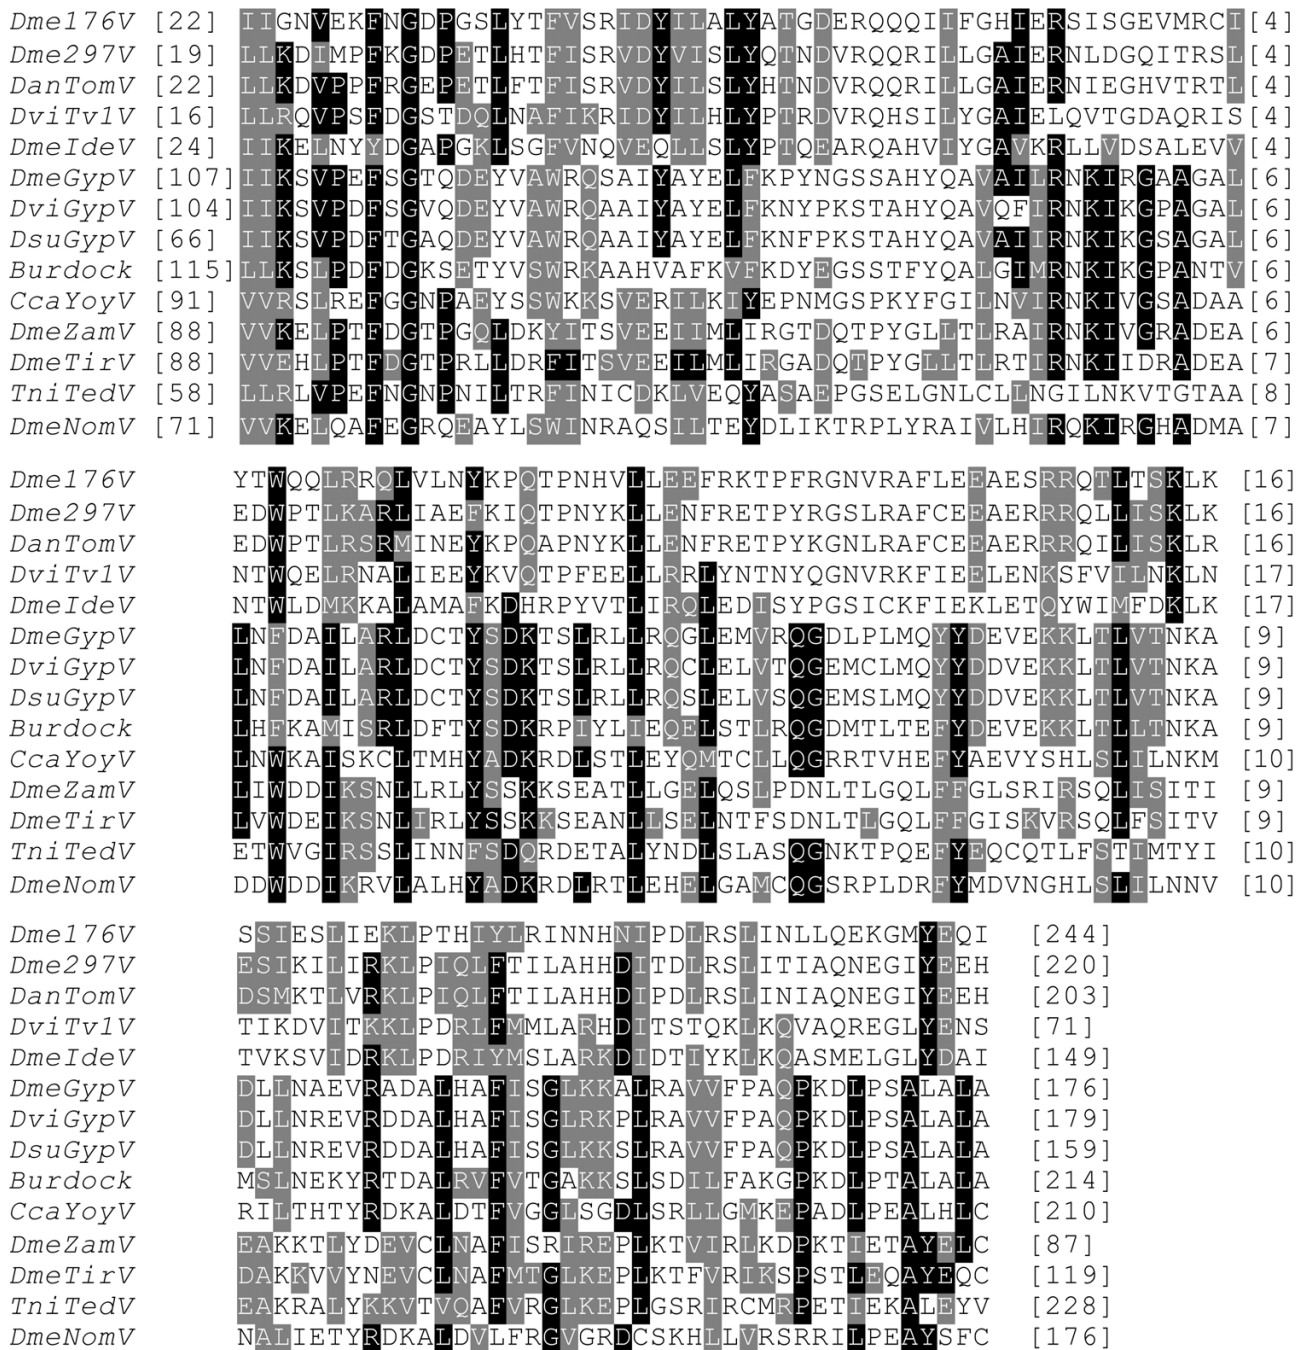 Dme176V [22] IIGNVEKFNGDPGSLYTFVSRIDYILALYATGDERQQQIIFGHIERSISGEVMRCI[4]
Dme297V [19] LLKDIMPFKGDPETLHTFISRVDYVISLYQTNDVRQQRILLGAIERNLDGQITRSL[4]
DanTomV [22] LLKDVPPFRGEPETLFTFISRVDYILSLYHTNDVRQQRILLGAIERNIEGHVTRTL[4]
DviTv1V [16] LLRQVPSFDGSTDQLNAFIKRIDYILHLYPTRDVRQHSILYGAIELQVTGDAQRIS[4]
DmeIdeV [24] IIKELNYYDGAPGKLSGFVNQVEQLLSLYPTQEARQAHVIYGAVKRLLVDSALEVV[4]
DmeGypV [107]IIKSVPEFSGTQDEYVAWRQSAIYAYELFKPYNGSSAHYQAVAILRNKIRGAAGAL[6]
DviGypV [104]IIKSVPDFSGVQDEYVAWRQAAIYAYELFKNYPKSTAHYQAVQFIRNKIKGPAGAL[6]
DsuGypV [66] IIKSVPDFTGAQDEYVAWRQAAIYAYELFKNFPKSTAHYQAVAIIRNKIKGSAGAL[6]
Burdock [115]LLKSLPDFDGKSETYVSWRKAAHVAFKVFKDYEGSSTFYQALGIMRNKIKGPANTV[6]
CcaYoyV [91] VVRSLREFGGNPAEYSSWKKSVERILKIYEPNMGSPKYFGILNVIRNKIVGSADAA[6]
DmeZamV [88] VVKELPTFDGTPGQLDKYITSVEEIIMLIRGTDQTPYGLLTLRAIRNKIVGRADEA[6]
DmeTirV [88] VVEHLPTFDGTPRLLDRFITSVEEILMLIRGADQTPYGLLTLRTIRNKIIDRADEA[7]
TniTedV [58] LLRLVPEFNGNPNILTRFINICDKLVEQYASAEPGSELGNLCLLNGILNKVTGTAA[8]
DmeNomV [71] VVKELQAFEGRQEAYLSWINRAQSILTEYDLIKTRPLYRAIVLHIRQKIRGHADMA[7]
Dme176V YTWQQLRRQLVLNYKPQTPNHVLLEEFRKTPFRGNVRAFLEEAESRRQTLTSKLK [16]
Dme297V EDWPTLKARLIAEFKIQTPNYKLLENFRETPYRGSLRAFCEEAERRRQLLISKLK [16]
DanTomV EDWPTLRSRMINEYKPQAPNYKLLENFRETPYKGNLRAFCEEAERRRQILISKLR [16]
DviTv1V NTWQELRNALIEEYKVQTPFEELLRRLYNTNYQGNVRKFIEELENKSFVILNKLN [17]
DmeIdeV NTWLDMKKALAMAFKDHRPYVTLIRQLEDISYPGSICKFIEKLETQYWIMFDKLK [17]
DmeGypV LNFDAILARLDCTYSDKTSLRLLRQGLEMVRQGDLPLMQYYDEVEKKLTLVTNKA [9]
DviGypV LNFDAILARLDCTYSDKTSLRLLRQCLELVTQGEMCLMQYYDDVEKKLTLVTNKA [9]
DsuGypV LNFDAILARLDCTYSDKTSLRLLRQSLELVSQGEMSLMQYYDDVEKKLTLVTNKA [9]
Burdock LHFKAMISRLDFTYSDKRPIYLIEQELSTLRQGDMTLTEFYDEVEKKLTLLTNKA [9]
CcaYoyV LNWKAISKCLTMHYADKRDLSTLEYQMTCLLQGRRTVHEFYAEVYSHLSLILNKM [10]
DmeZamV LIWDDIKSNLLRLYSSKKSEATLLGELQSLPDNLTLGQLFFGLSRIRSQLISITI [9]
DmeTirV LVWDEIKSNLIRLYSSKKSEANLLSELNTFSDNLTLGQLFFGISKVRSQLFSITV [9]
TniTedV ETWVGIRSSLINNFSDQRDETALYNDLSLASQGNKTPQEFYEQCQTLFSTIMTYI [10]
DmeNomV DDWDDIKRVLALHYADKRDLRTLEHELGAMCQGSRPLDRFYMDVNGHLSLILNNV [10]
Dme176V SSIESLIEKLPTHIYLRINNHNIPDLRSLINLLQEKGMYEQI [244]
Dme297V ESIKILIRKLPIQLFTILAHHDITDLRSLITIAQNEGIYEEH [220]
DanTomV DSMKTLVRKLPIQLFTILAHHDIPDLRSLINIAQNEGIYEEH [203]
DviTv1V TIKDVITKKLPDRLFMMLARHDITSTQKLKQVAQREGLYENS [71]
DmeIdeV TVKSVIDRKLPDRIYMSLARKDIDTIYKLKQASMELGLYDAI [149]
DmeGypV DLLNAEVRADALHAFISGLKKALRAVVFPAQPKDLPSALALA [176]
DviGypV DLLNREVRDDALHAFISGLRKPLRAVVFPAQPKDLPSALALA [179]
DsuGypV DLLNREVRDDALHAFISGLKKSLRAVVFPAQPKDLPSALALA [159]
Burdock MSLNEKYRTDALRVFVTGAKKSLSDILFAKGPKDLPTALALA [214]
CcaYoyV RILTHTYRDKALDTFVGGLSGDLSRLLGMKEPADLPEALHLC [210]
DmeZamV EAKKTLYDEVCLNAFISRIREPLKTVIRLKDPKTIETAYELC [87]
DmeTirV DAKKVVYNEVCLNAFMTGLKEPLKTFVRIKSPSTLEQAYEQC [119]
TniTedV EAKRALYKKVTVQAFVRGLKEPLGSRIRCMRPETIEKALEYV [228]
DmeNomV NALIETYRDKALDVLFRGVGRDCSKHLLVRSRRILPEAYSFC [176]